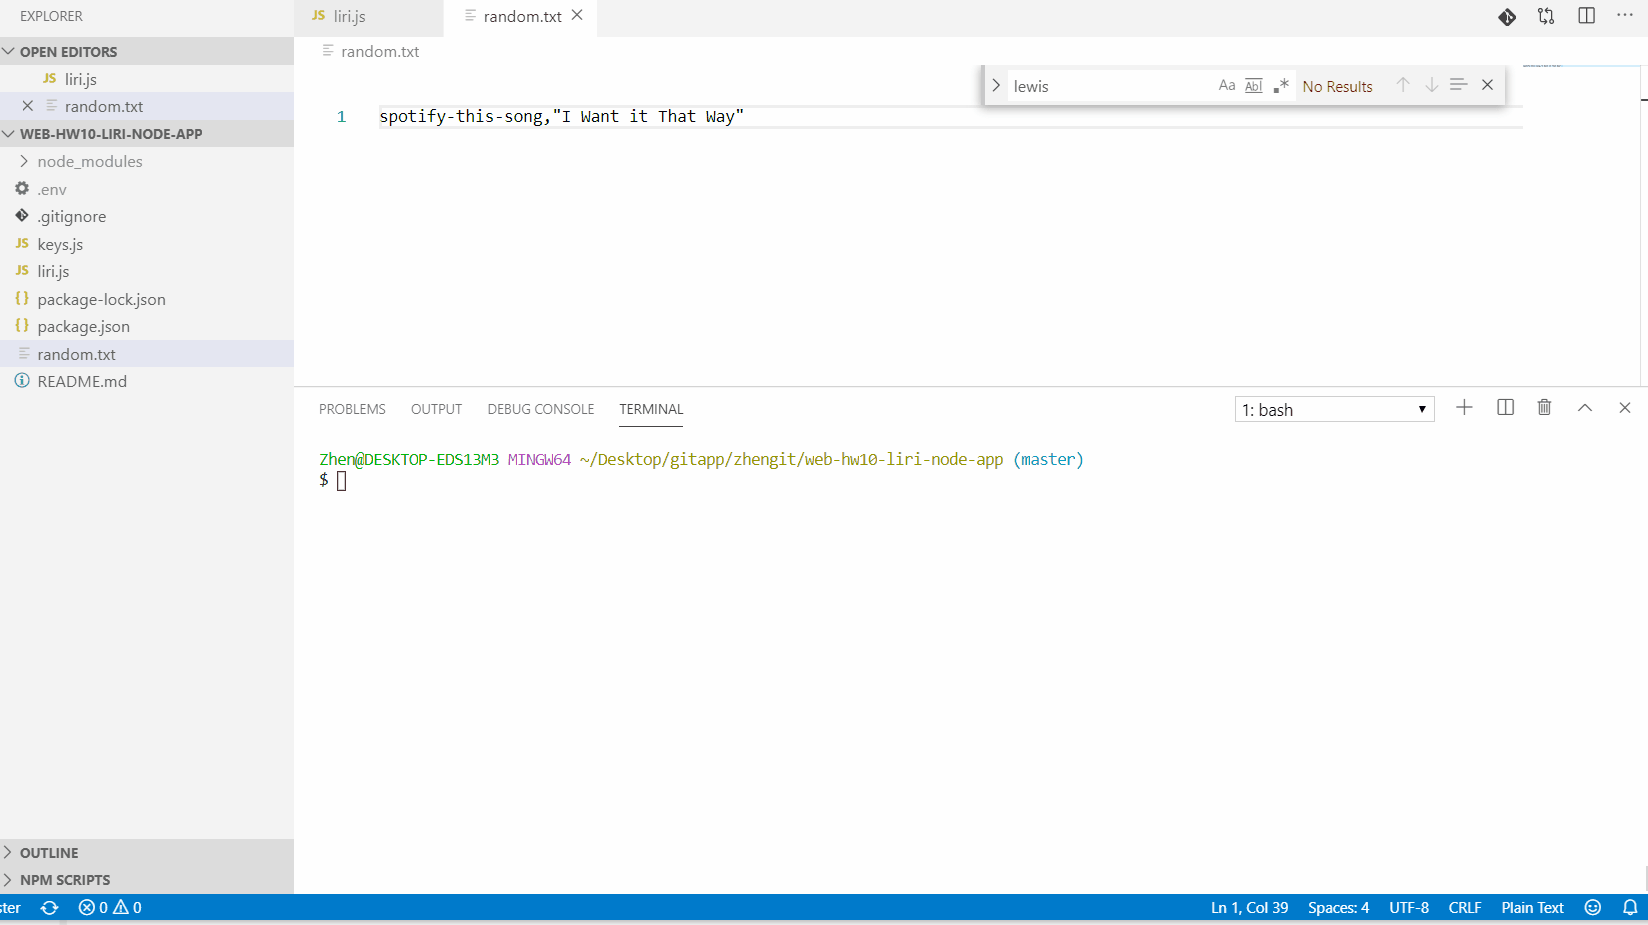 EXPLORER
OPEN EDITORS
JS liri.js
random.txt
WEB-HW10-LIRI-NODE-APP
node_modules
.env
.gitignore
JS keys.js
JS liri.js
{} package-lock.json
{} package.json
random.txt
README.md
OUTLINE
NPM SCRIPTS
JS liri.js
random.txt
random.txt
lewis
Aa Abl .* No Results
1 spotify-this-song,"I Want it That Way"
PROBLEMS OUTPUT DEBUG CONSOLE TERMINAL
1: bash
Zhen@DESKTOP-EDS13M3 MINGW64 ~/Desktop/gitapp/zhengit/web-hw10-liri-node-app (master)
$
ster 0 0 Ln 1, Col 39 Spaces: 4 UTF-8 CRLF Plain Text